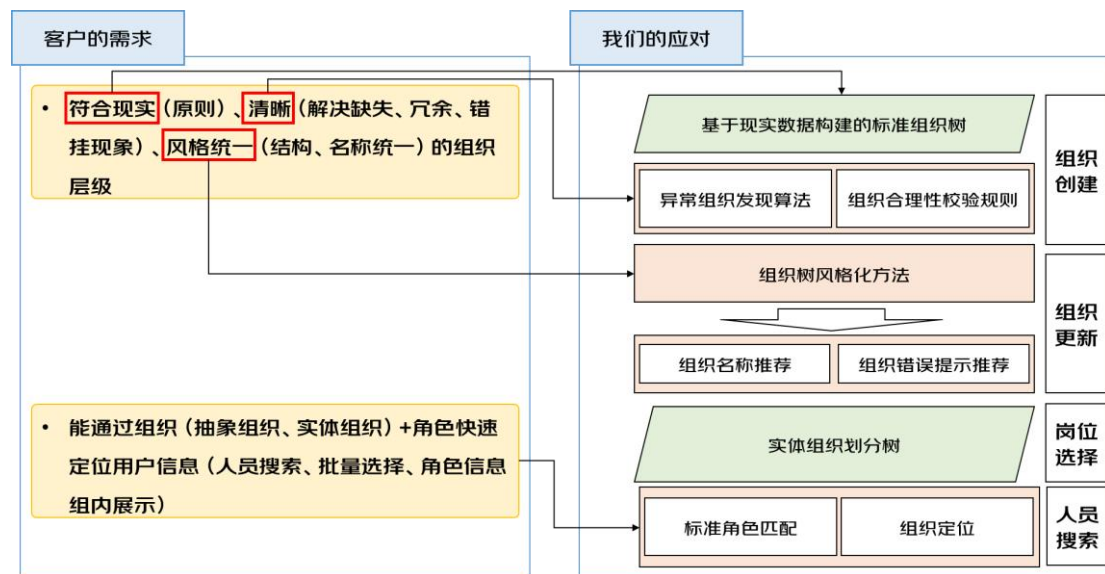 客户的需求
我们的应对
• 符合现实（原则）、清晰（解决缺失、冗余、错
挂现象）、风格统一（结构、名称统一）的组织
层级
基于现实数据构建的标准组织树
异常组织发现算法
组织合理性校验规则
组织
创建
组织树风格化方法
组织名称推荐
组织错误提示推荐
组织
更新
• 能通过组织（抽象组织、实体组织）+角色快速
定位用户信息（人员搜索、批量选择、角色信息
组内展示）
实体组织划分树
岗位
选择
标准角色匹配
组织定位
人员
搜索